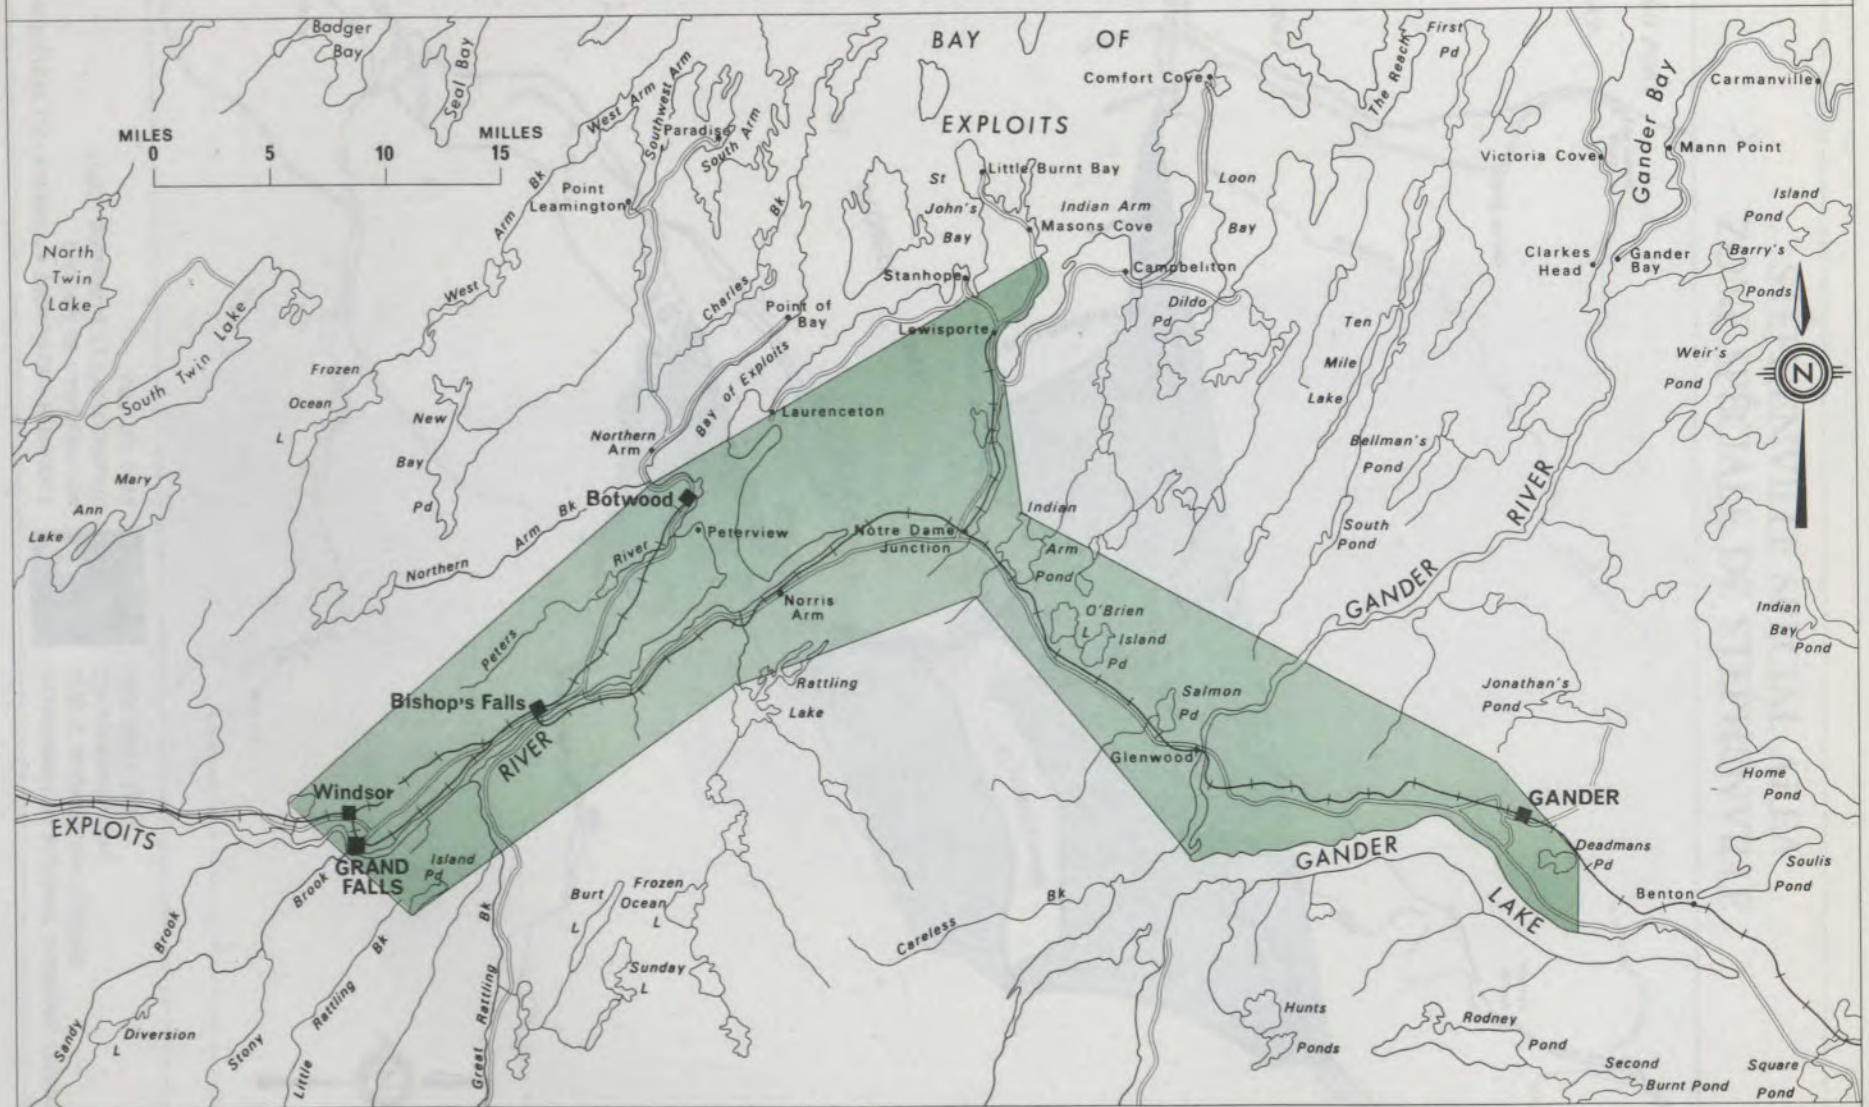 Badger
Bay
Seal Bay
West Arm
Southwest Arm
BAY OF
EXPLOITS
Comfort Cove
The Reach
First
Pd
Gander Bay
Carmanville
MILES
MILLES
0 5 10 15
Paradise
South Arm
Point
Leamington
West Arm Bk
St
John's
Bay
Little Burnt Bay
Indian Arm
Masons Cove
Loon
Bay
Victoria Cove
Mann Point
Island
Pond
North
Twin
Lake
South Twin Lake
Charles Bk
Point of
Bay
Stanhope
Campbellton
Dildo
Pd
Clarkes
Head
Gander
Bay
Barry's
Ponds
Lewisporte
Ten
Mile
Lake
Weir's
Pond
N
Frozen
Ocean
L
New
Bay
Pd
Northern
Arm
Bay of Exploits
Laurenceton
Bellman's
Pond
Mary
Ann
Lake
Botwood
Northern Arm Bk
Peterview
Notre Dame
Junction
Indian
Arm
Pond
South
Pond
GANDER RIVER
Peters River
Norris
Arm
O'Brien
L
Island
Pd
Indian
Bay
Pond
Bishop's Falls
Rattling
Lake
Salmon
Pd
Jonathan's
Pond
Glenwood
EXPLOITS RIVER
Windsor
GRAND
FALLS
Island
Pd
GANDER
Home
Pond
GANDER LAKE
Deadmans
Pd
Benton
Soulis
Pond
Burt
L
Frozen
Ocean
L
Careless Bk
Sandy Brook
Stony Brook
Little Rattling Bk
Great Rattling Bk
Diversion
L
Sunday
L
Hunts
Ponds
Rodney
Pond
Second
Burnt Pond
Square
Pond